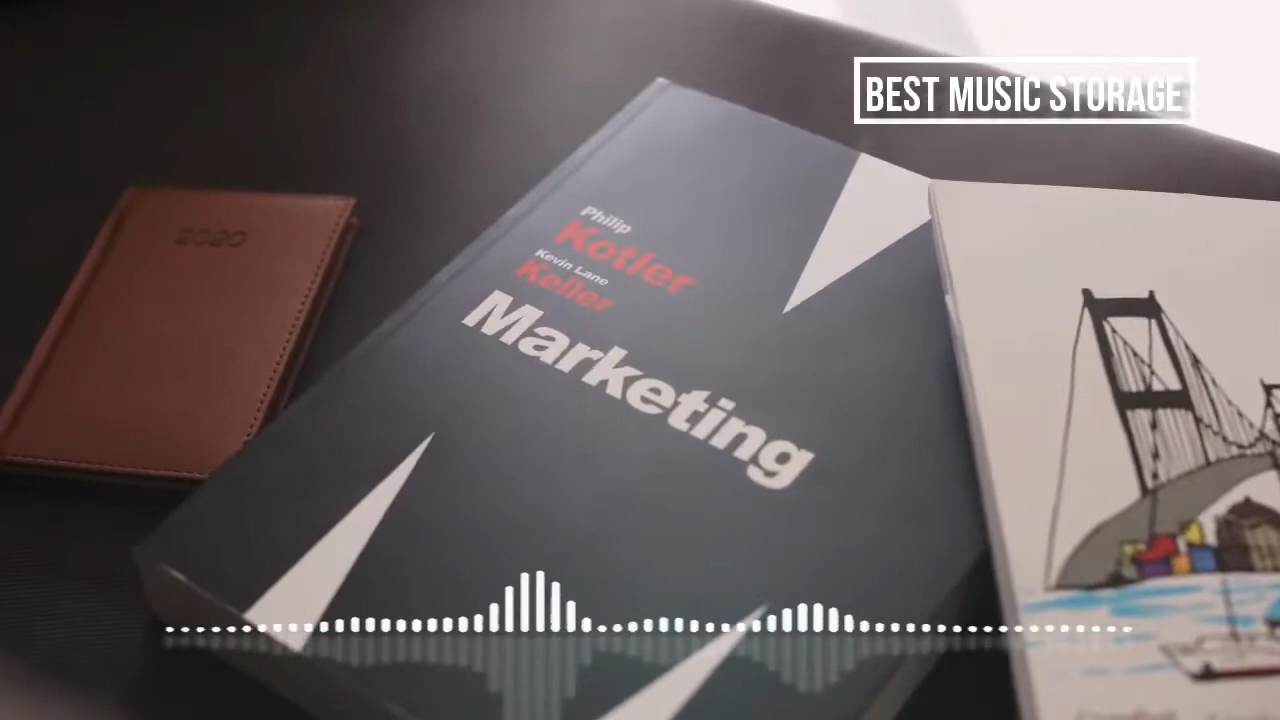 BEST MUSIC STORAGE
2020
Philip
Kotler
Kevin Lane
Keller
Marketing